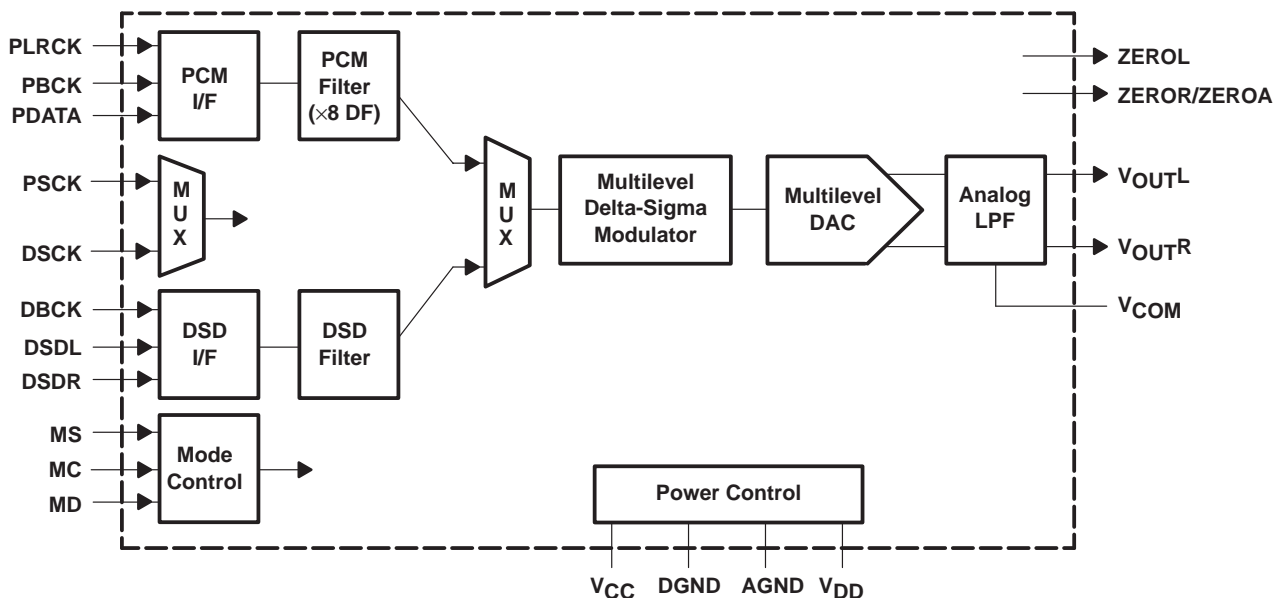 PLRCK
PBCK
PDATA
PCM
I/F
PCM
Filter
(×8 DF)
ZEROL
ZEROR/ZEROA
PSCK
DSCK
MUX
MUX
Multilevel
Delta-Sigma
Modulator
Multilevel
DAC
Analog
LPF
VOUTL
VOUTR
VCOM
DBCK
DSDL
DSDR
DSD
I/F
DSD
Filter
MS
MC
MD
Mode
Control
Power Control
VCC DGND AGND VDD